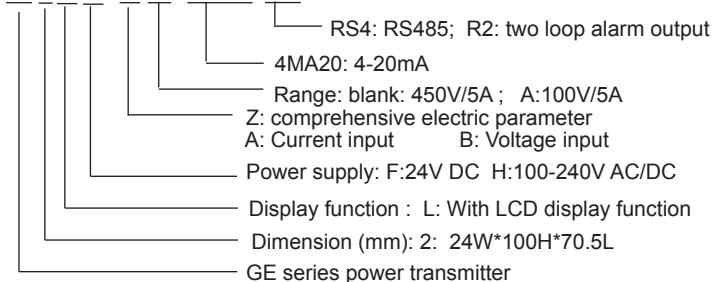 RS4: RS485; R2: two loop alarm output
4MA20: 4-20mA
Range: blank: 450V/5A ; A:100V/5A
Z: comprehensive electric parameter
A: Current input B: Voltage input
Power supply: F:24V DC H:100-240V AC/DC
Display function : L: With LCD display function
Dimension (mm): 2: 24W*100H*70.5L
GE series power transmitter